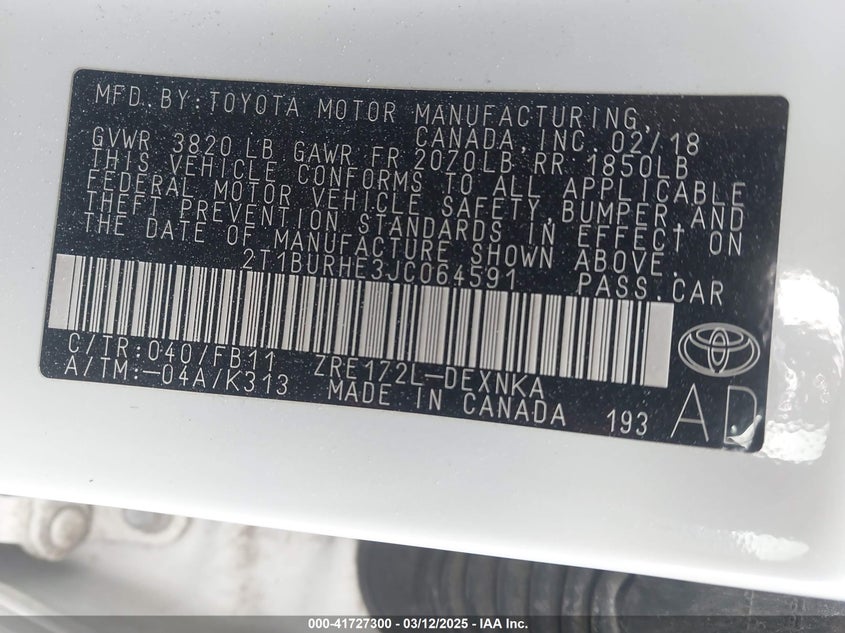 MFD.BY:TOYOTA MOTOR MANUFACTURING,
CANADA,INC. 02/18
GVWR 3820 LB GAWR FR 2070LB RR 1850LB
THIS VEHICLE CONFORMS TO ALL APPLICABLE
FEDERAL MOTOR VEHICLE SAFETY,BUMPER AND
THEFT PREVENTION STANDARDS IN EFFECT ON
THE DATE OF MANUFACTURE SHOWN ABOVE.
2T1BURHE3JC064591
PASS.CAR
C/TR:040/FB11 ZRE172L-DEXNKA
A/TM:-04A/K313 MADE IN CANADA 193
AD
000-41727300 - 03/12/2025 - IAA Inc.